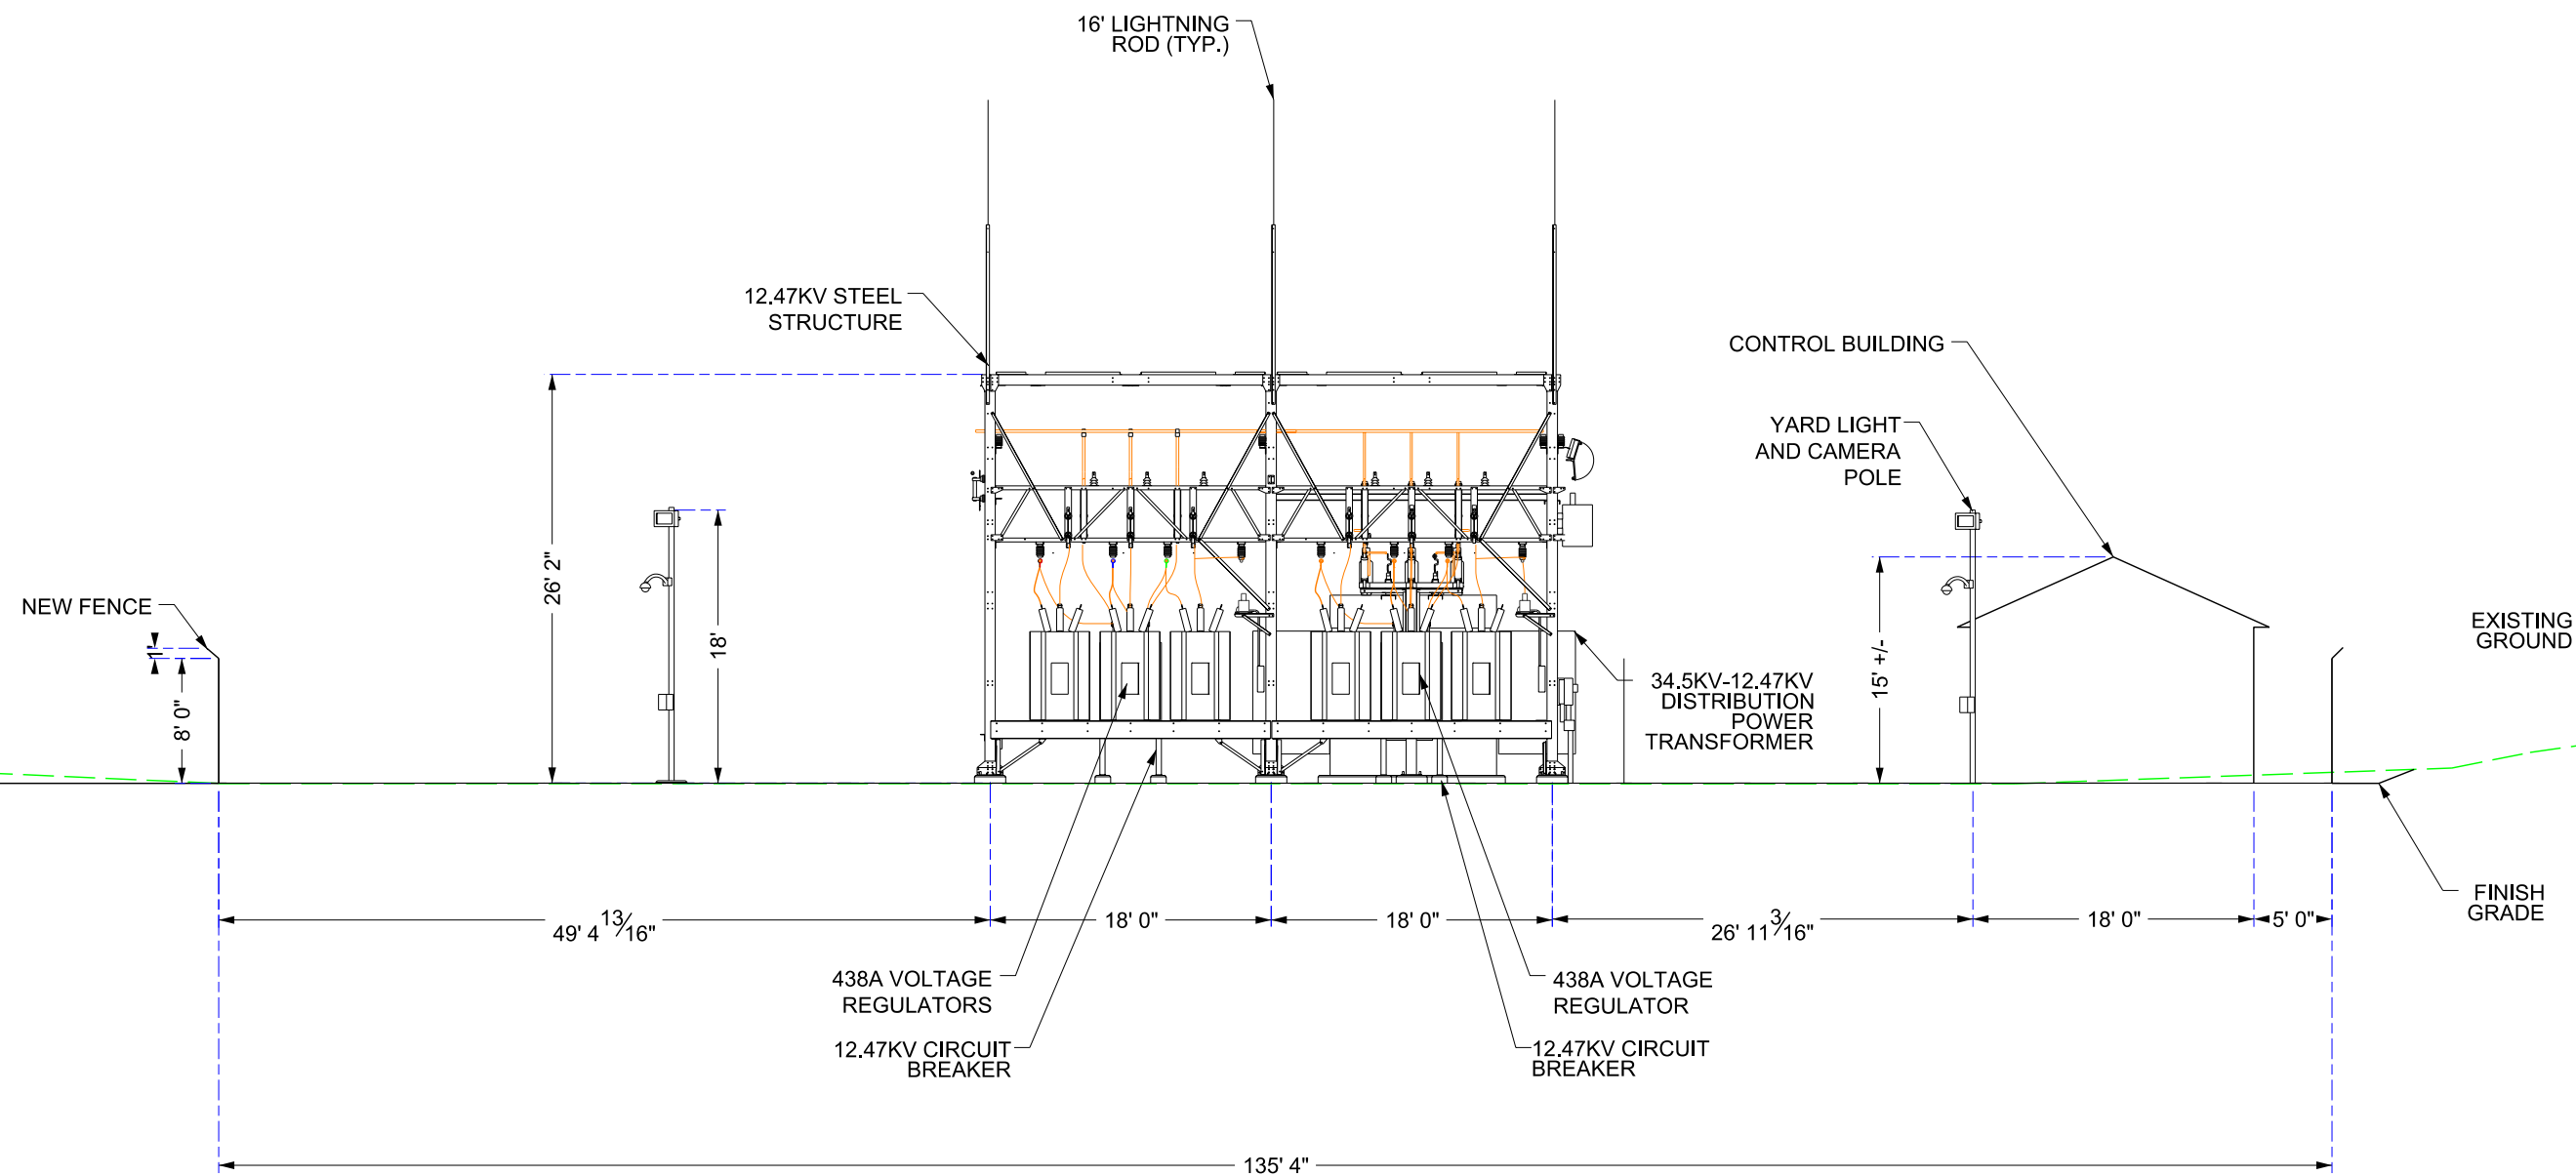 16' LIGHTNING
ROD (TYP.)
12.47KV STEEL
STRUCTURE
CONTROL BUILDING
YARD LIGHT
AND CAMERA
POLE
NEW FENCE
1'
8' 0"
26' 2"
18'
15' +/-
EXISTING
GROUND
34.5KV-12.47KV
DISTRIBUTION
POWER
TRANSFORMER
FINISH
GRADE
49' 4 13/16"
18' 0"
18' 0"
26' 11 3/16"
18' 0"
5' 0"
438A VOLTAGE
REGULATORS
438A VOLTAGE
REGULATOR
12.47KV CIRCUIT
BREAKER
12.47KV CIRCUIT
BREAKER
135' 4"